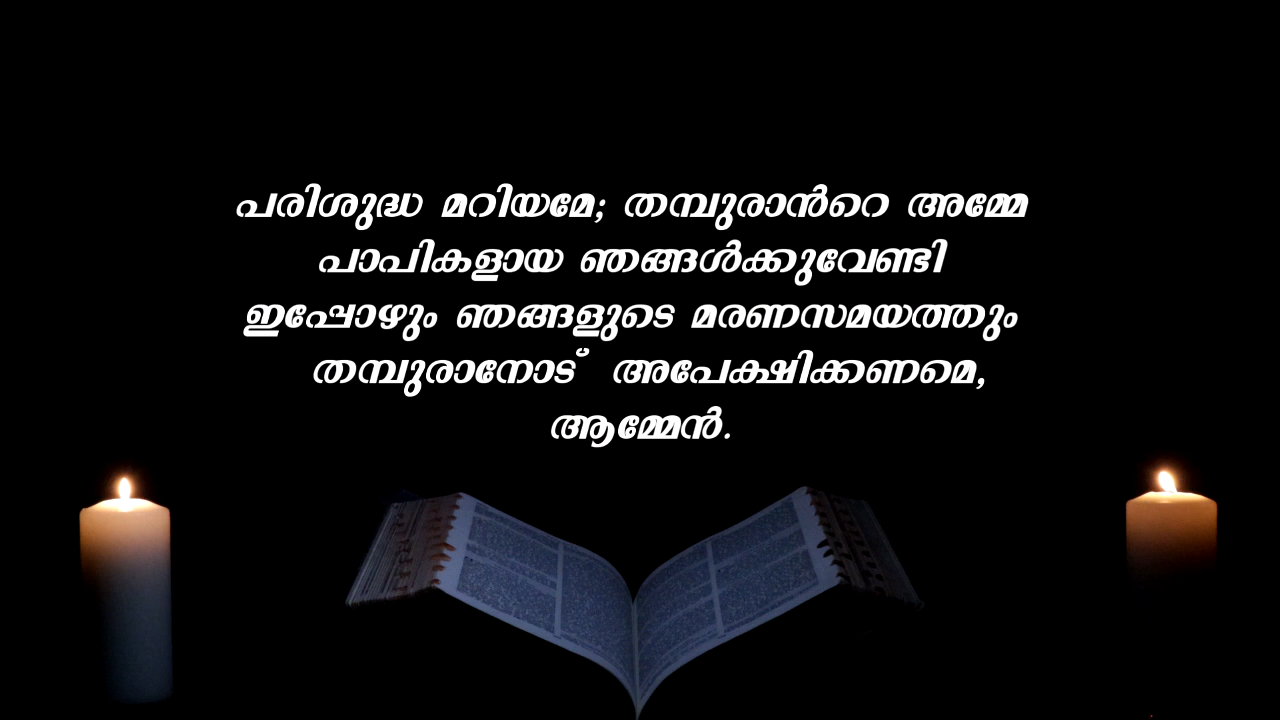 പരിശുദ്ധ മറിയമേ; തമ്പുരാൻറെ അമ്മേ
പാപികളായ ഞങ്ങൾക്കുവേണ്ടി
ഇപ്പോഴും ഞങ്ങളുടെ മരണസമയത്തും
തമ്പുരാനോട് അപേക്ഷിക്കണമെ,
ആമ്മേൻ.